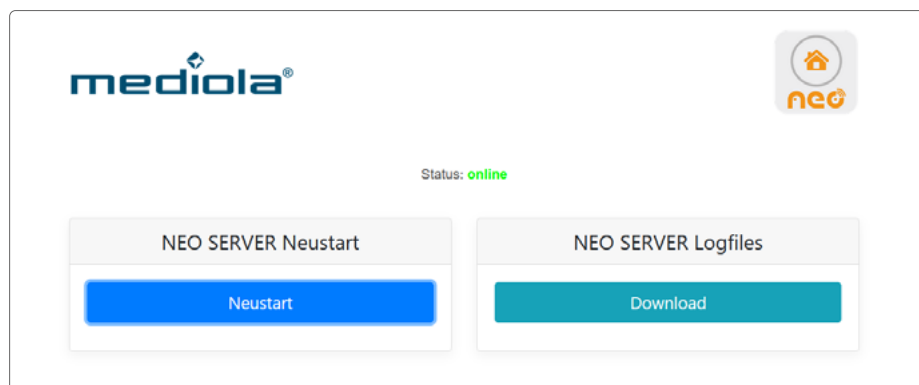 mediola®
neo
Status: online
NEO SERVER Neustart
Neustart
NEO SERVER Logfiles
Download